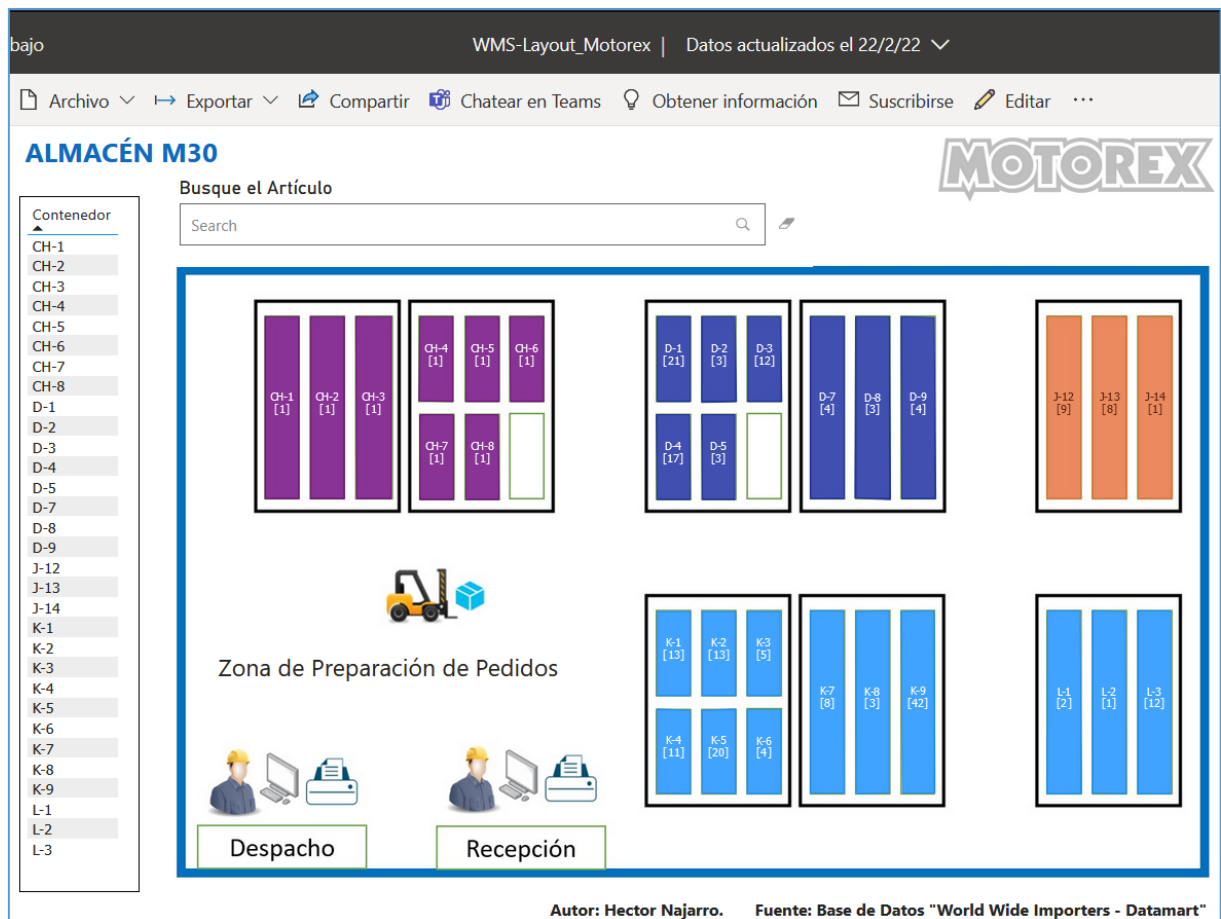 bajo
WMS-Layout_Motorex | Datos actualizados el 22/2/22
Archivo Exportar Compartir Chatear en Teams Obtener información Suscribirse Editar ...
ALMACÉN M30
MOTOREX
Busque el Artículo
Search
Contenedor
CH-1
CH-2
CH-3
CH-4
CH-5
CH-6
CH-7
CH-8
D-1
D-2
D-3
D-4
D-5
D-7
D-8
D-9
J-12
J-13
J-14
K-1
K-2
K-3
K-4
K-5
K-6
K-7
K-8
K-9
L-1
L-2
L-3
CH-1
[1]
CH-2
[1]
CH-3
[1]
CH-4
[1]
CH-5
[1]
CH-6
[1]
CH-7
[1]
CH-8
[1]
D-1
[21]
D-2
[3]
D-3
[12]
D-4
[17]
D-5
[3]
D-7
[4]
D-8
[3]
D-9
[4]
J-12
[9]
J-13
[8]
J-14
[1]
Zona de Preparación de Pedidos
K-1
[13]
K-2
[13]
K-3
[5]
K-4
[11]
K-5
[20]
K-6
[4]
K-7
[8]
K-8
[3]
K-9
[42]
L-1
[2]
L-2
[1]
L-3
[12]
Despacho
Recepción
Autor: Hector Najarro. Fuente: Base de Datos "World Wide Importers - Datamart"